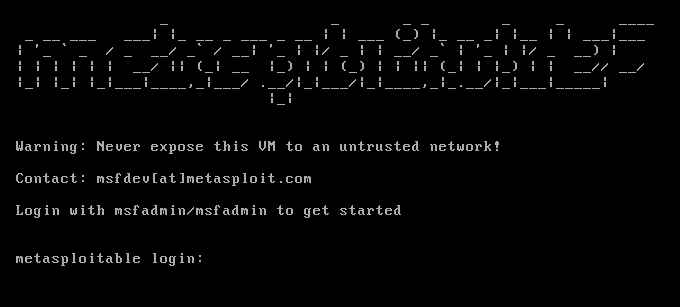 metasploitable2
Warning: Never expose this VM to an untrusted network!
Contact: msfdev[at]metasploit.com
Login with msfadmin/msfadmin to get started
metasploitable login: